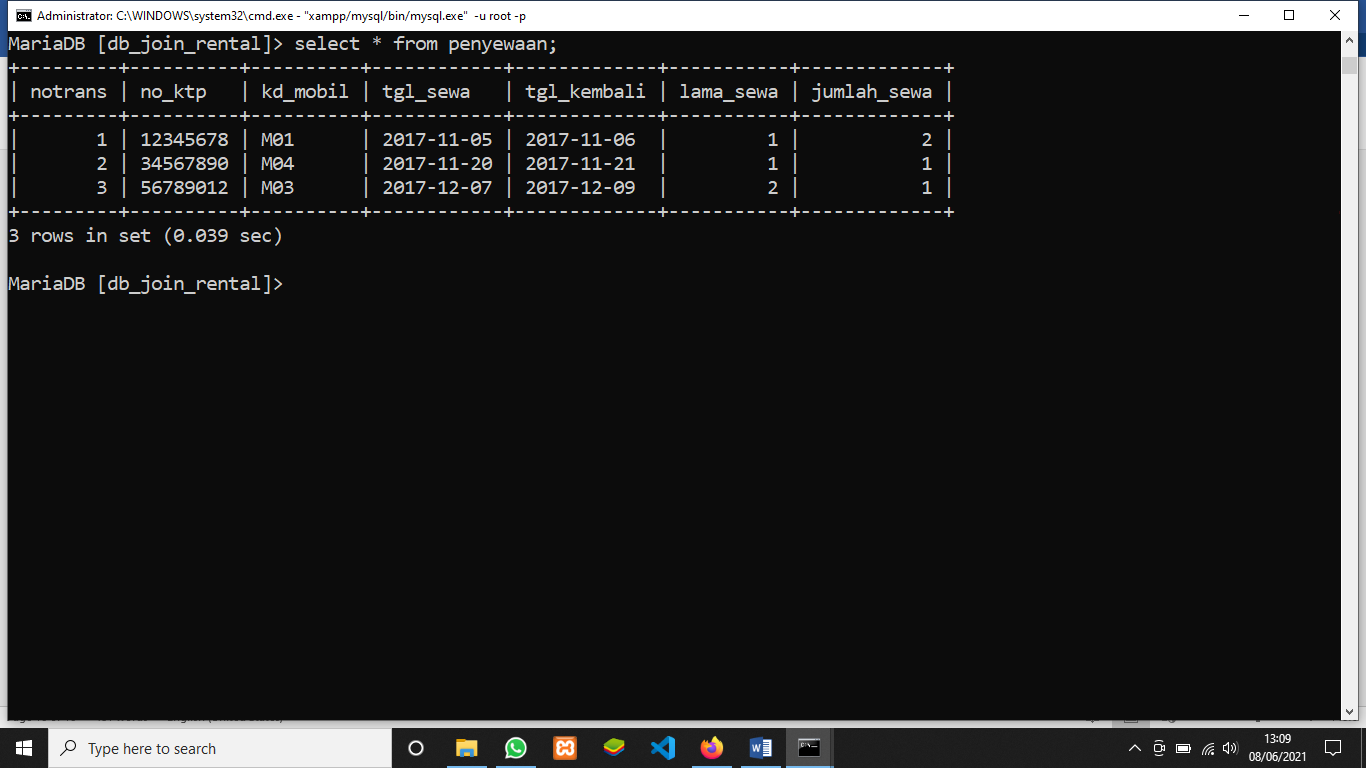 Administrator: C:\WINDOWS\system32\cmd.exe - "xampp/mysql/bin/mysql.exe" -u root -p
MariaDB [db_join_rental]> select * from penyewaan;
+---------+----------+----------+------------+-------------+-----------+-------------+
| notrans | no_ktp   | kd_mobil | tgl_sewa   | tgl_kembali | lama_sewa | jumlah_sewa |
+---------+----------+----------+------------+-------------+-----------+-------------+
|       1 | 12345678 | M01      | 2017-11-05 | 2017-11-06  |         1 |           2 |
|       2 | 34567890 | M04      | 2017-11-20 | 2017-11-21  |         1 |           1 |
|       3 | 56789012 | M03      | 2017-12-07 | 2017-12-09  |         2 |           1 |
+---------+----------+----------+------------+-------------+-----------+-------------+
3 rows in set (0.039 sec)
MariaDB [db_join_rental]>
Type here to search
13:09
08/06/2021